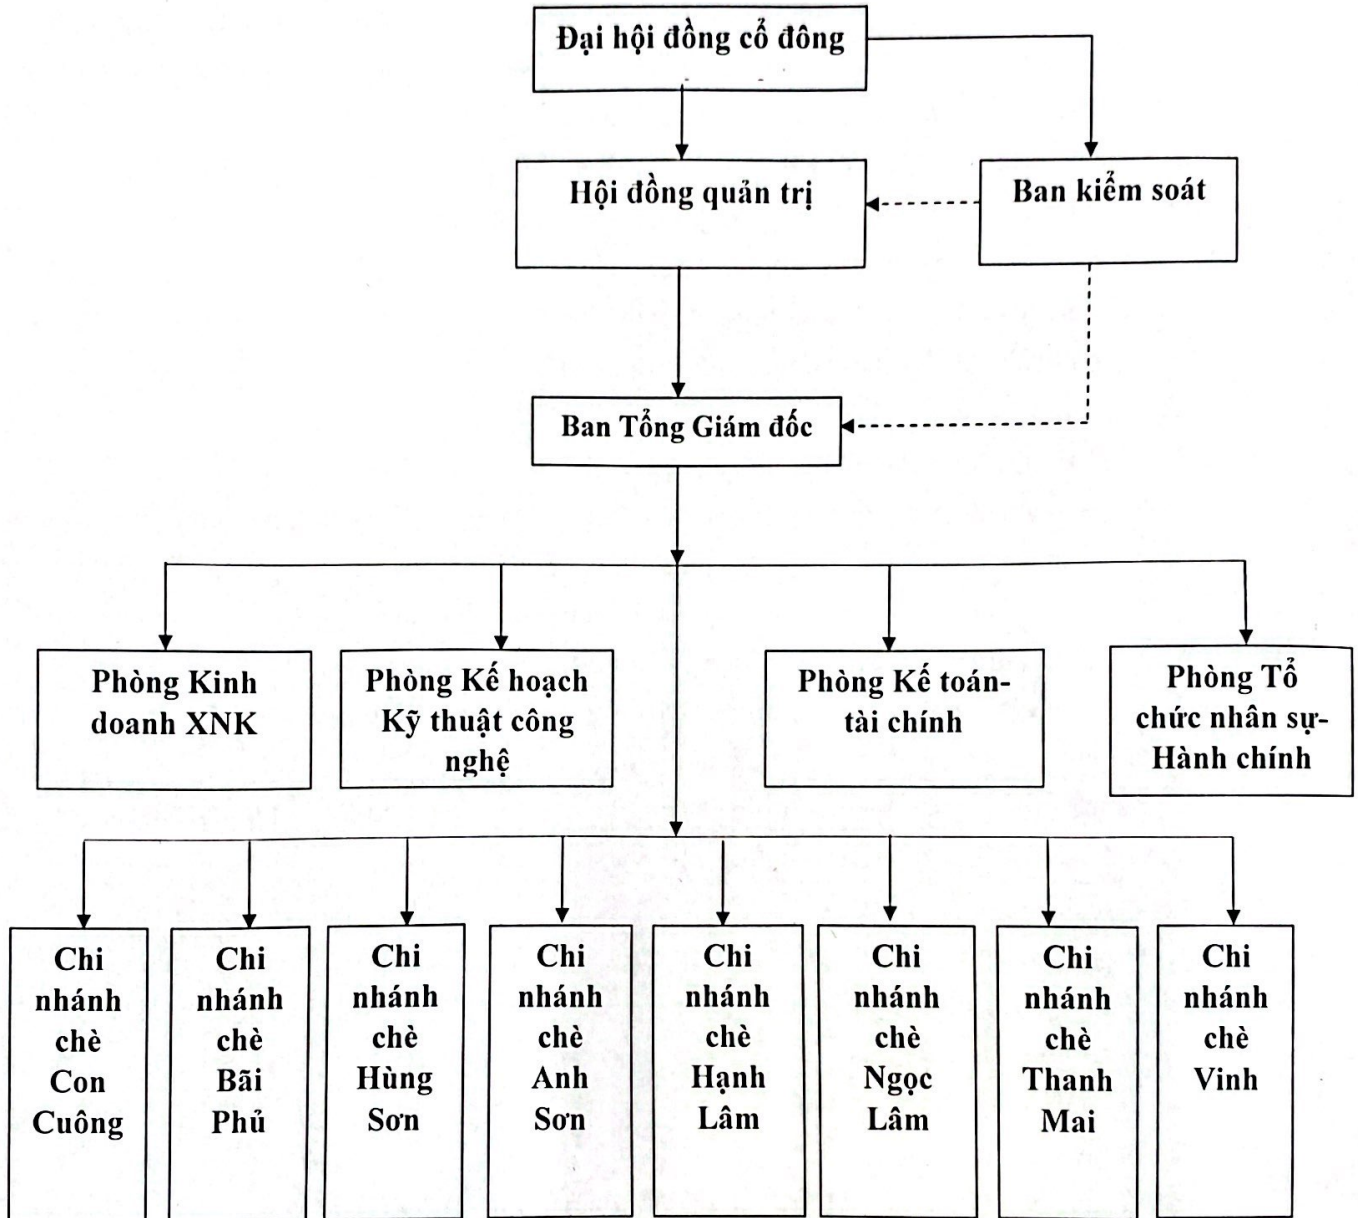 Đại hội đồng cổ đông
Hội đồng quản trị
Ban kiểm soát
Ban Tổng Giám đốc
Phòng Kinh
doanh XNK
Phòng Kế hoạch
Kỹ thuật công
nghệ
Phòng Kế toán-
tài chính
Phòng Tổ
chức nhân sự-
Hành chính
Chi
nhánh
chè
Con
Cuông
Chi
nhánh
chè
Bãi
Phủ
Chi
nhánh
chè
Hùng
Sơn
Chi
nhánh
chè
Anh
Sơn
Chi
nhánh
chè
Hạnh
Lâm
Chi
nhánh
chè
Ngọc
Lâm
Chi
nhánh
chè
Thanh
Mai
Chi
nhánh
chè
Vinh